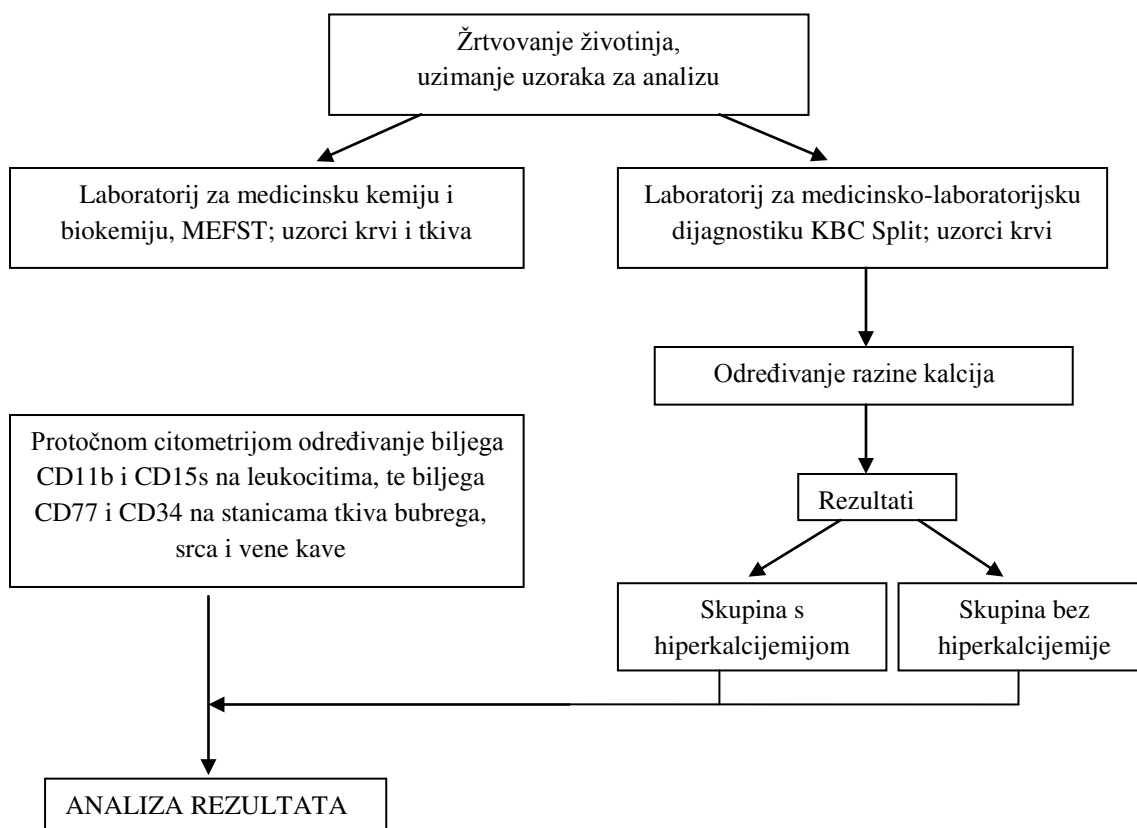 Žrtvovanje životinja,
uzimanje uzoraka za analizu
Laboratorij za medicinsku kemiju i
biokemiju, MEFST; uzorci krvi i tkiva
Laboratorij za medicinsko-laboratorijsku
dijagnostiku KBC Split; uzorci krvi
Određivanje razine kalcija
Protočnom citometrijom određivanje biljega
CD11b i CD15s na leukocitima, te biljega
CD77 i CD34 na stanicama tkiva bubrega,
srca i vene kave
Rezultati
Skupina s
hiperkalcijemijom
Skupina bez
hiperkalcijemije
ANALIZA REZULTATA